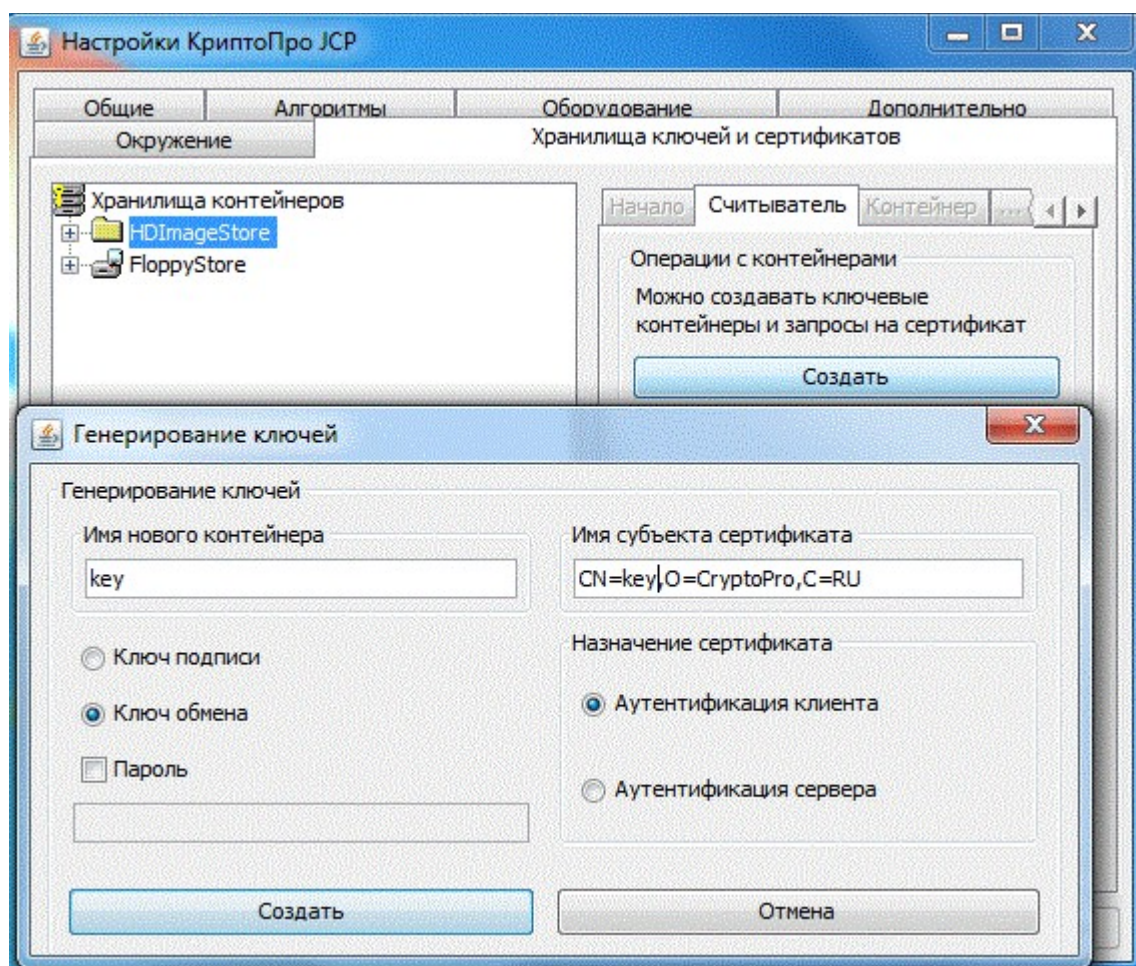 Настройки КриптоПро JCP
Общие Алгоритмы Оборудование Дополнительно
Окружение Хранилища ключей и сертификатов
Хранилища контейнеров
HDImageStore
FloppyStore
Начало Считыватель Контейнер ...
Операции с контейнерами
Можно создавать ключевые
контейнеры и запросы на сертификат
Создать
Генерирование ключей
Генерирование ключей
Имя нового контейнера
key
Имя субъекта сертификата
CN=key,O=CryptoPro,C=RU
Ключ подписи
Ключ обмена
Пароль
Назначение сертификата
Аутентификация клиента
Аутентификация сервера
Создать
Отмена